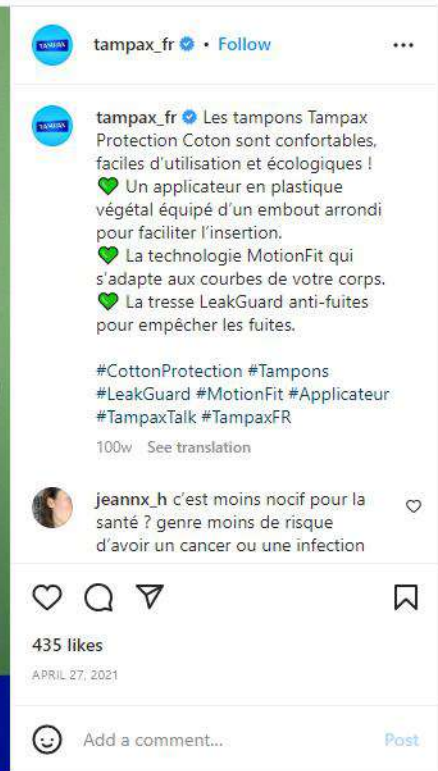 TAMPAX
tampax_fr • Follow
TAMPAX
tampax_fr Les tampons Tampax
Protection Coton sont confortables,
faciles d'utilisation et écologiques !
💚 Un applicateur en plastique
végétal équipé d'un embout arrondi
pour faciliter l'insertion.
💚 La technologie MotionFit qui
s'adapte aux courbes de votre corps.
💚 La tresse LeakGuard anti-fuites
pour empêcher les fuites.
#CottonProtection #Tampons
#LeakGuard #MotionFit #Applicateur
#TampaxTalk #TampaxFR
100w See translation
jeannx_h c'est moins nocif pour la
santé ? genre moins de risque
d'avoir un cancer ou une infection
435 likes
APRIL 27, 2021
Add a comment... Post